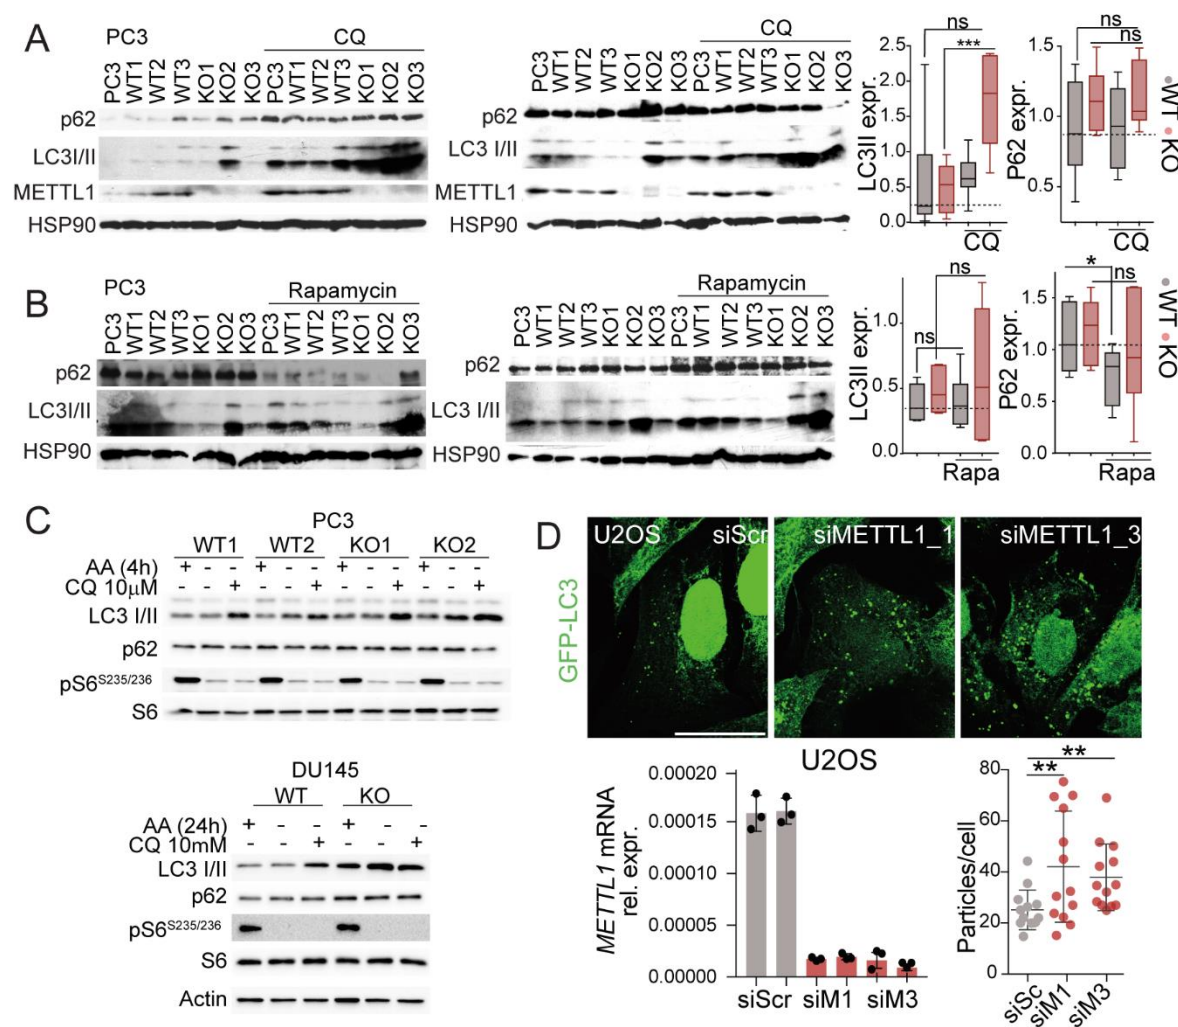 A
PC3
CQ
PC3 WT1 WT2 WT3 KO1 KO2 KO3 PC3 WT1 WT2 WT3 KO1 KO2 KO3
p62
LC3I/II
METTL1
HSP90
CQ
PC3 WT1 WT2 WT3 KO1 KO2 KO3 PC3 WT1 WT2 WT3 KO1 KO2 KO3
p62
LC3 I/II
METTL1
HSP90
ns
***
LC3II expr.
2.5
2.0
1.5
1.0
0.5
0.0
CQ
ns
ns
P62 expr.
1.5
1.0
0.5
CQ
WT KO
B
PC3
Rapamycin
PC3 WT1 WT2 WT3 KO1 KO2 KO3 PC3 WT1 WT2 WT3 KO1 KO2 KO3
p62
LC3I/II
HSP90
Rapamycin
PC3 WT1 WT2 WT3 KO1 KO2 KO3 PC3 WT1 WT2 WT3 KO1 KO2 KO3
p62
LC3 I/II
HSP90
ns
ns
LC3II expr.
1.0
0.5
0.0
Rapa
*
ns
P62 expr.
1.5
1.0
0.5
0.0
Rapa
WT KO
C
PC3
WT1 WT2 KO1 KO2
AA (4h) + - - + - - + - - + - -
CQ 10µM - - + - - + - - + - - +
LC3 I/II
p62
pS6S235/236
S6
DU145
WT KO
AA (24h) + - - + - -
CQ 10mM - - + - - +
LC3 I/II
p62
pS6S235/236
S6
Actin
D
GFP-LC3
U2OS siScr
siMETTL1_1
siMETTL1_3
U2OS
METTL1 mRNA
rel. expr.
0.00020
0.00015
0.00010
0.00005
0.00000
siScr siM1 siM3
**
**
Particles/cell
80
60
40
20
0
siSc siM1 siM3